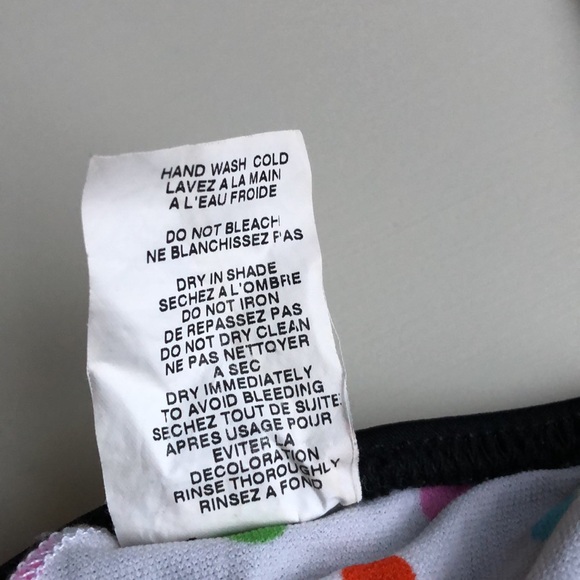 HAND WASH COLD
LAVEZ A LA MAIN
A L'EAU FROIDE
DO NOT BLEACH
NE BLANCHISSEZ PAS
DRY IN SHADE
SECHEZ A L'OMBRE
DO NOT IRON
DE REPASSEZ PAS
DO NOT DRY CLEAN
NE PAS NETTOYER
A SEC
DRY IMMEDIATELY
TO AVOID BLEEDING
SECHEZ TOUT DE SUITE
APRES USAGE POUR
EVITER LA
DECOLORATION
RINSE THOROUGHLY
RINSEZ A FOND